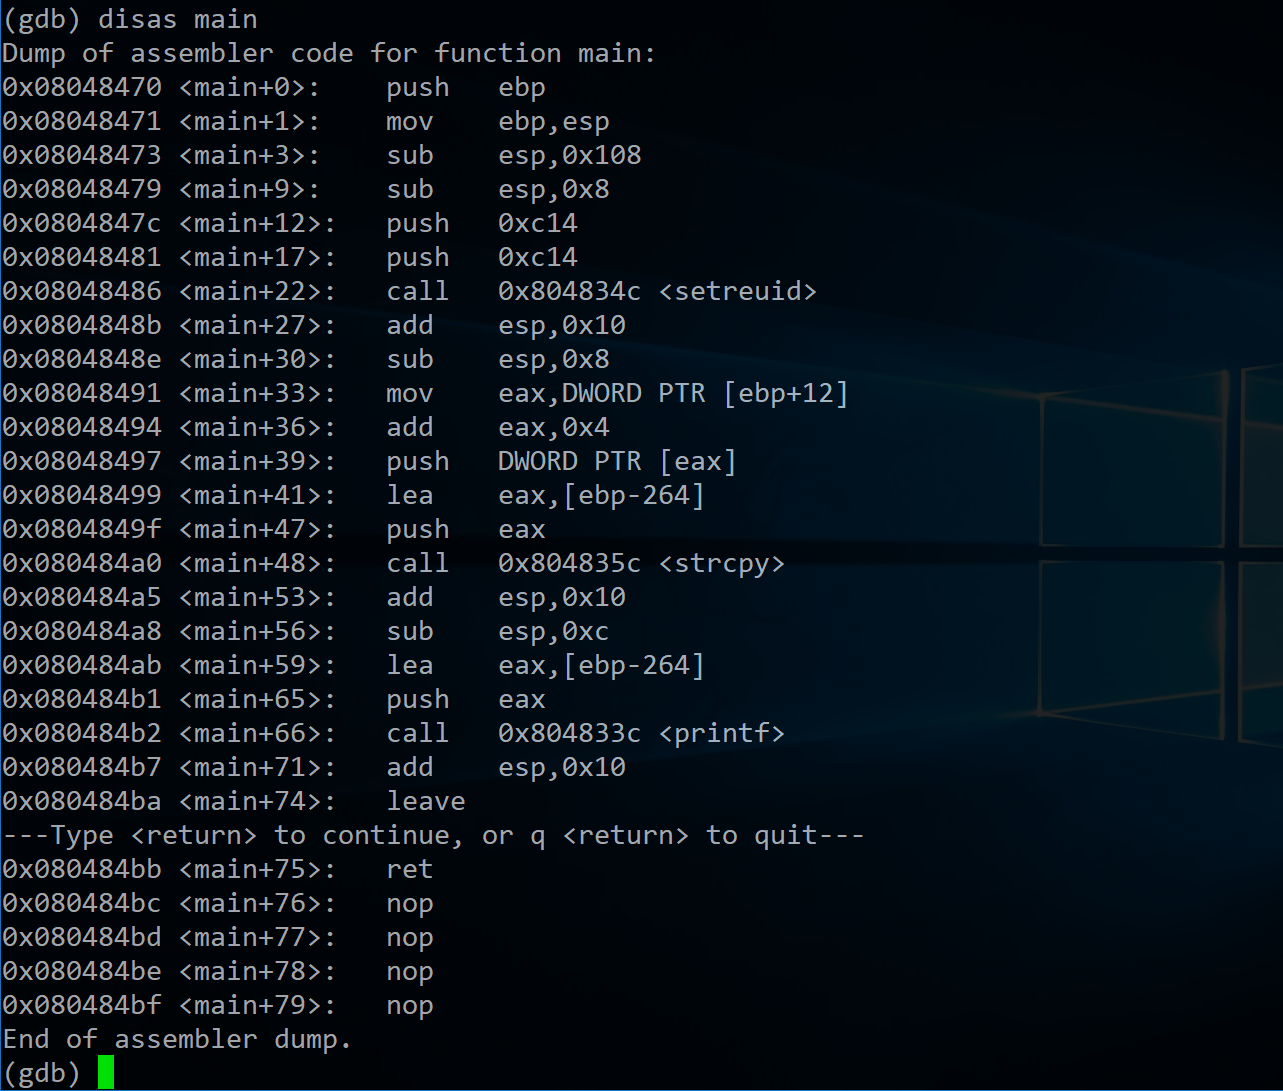 (gdb) disas main
Dump of assembler code for function main:
0x08048470 <main+0>:    push   ebp
0x08048471 <main+1>:    mov    ebp,esp
0x08048473 <main+3>:    sub    esp,0x108
0x08048479 <main+9>:    sub    esp,0x8
0x0804847c <main+12>:   push   0xc14
0x08048481 <main+17>:   push   0xc14
0x08048486 <main+22>:   call   0x804834c <setreuid>
0x0804848b <main+27>:   add    esp,0x10
0x0804848e <main+30>:   sub    esp,0x8
0x08048491 <main+33>:   mov    eax,DWORD PTR [ebp+12]
0x08048494 <main+36>:   add    eax,0x4
0x08048497 <main+39>:   push   DWORD PTR [eax]
0x08048499 <main+41>:   lea    eax,[ebp-264]
0x0804849f <main+47>:   push   eax
0x080484a0 <main+48>:   call   0x804835c <strcpy>
0x080484a5 <main+53>:   add    esp,0x10
0x080484a8 <main+56>:   sub    esp,0xc
0x080484ab <main+59>:   lea    eax,[ebp-264]
0x080484b1 <main+65>:   push   eax
0x080484b2 <main+66>:   call   0x804833c <printf>
0x080484b7 <main+71>:   add    esp,0x10
0x080484ba <main+74>:   leave
---Type <return> to continue, or q <return> to quit---
0x080484bb <main+75>:   ret
0x080484bc <main+76>:   nop
0x080484bd <main+77>:   nop
0x080484be <main+78>:   nop
0x080484bf <main+79>:   nop
End of assembler dump.
(gdb)